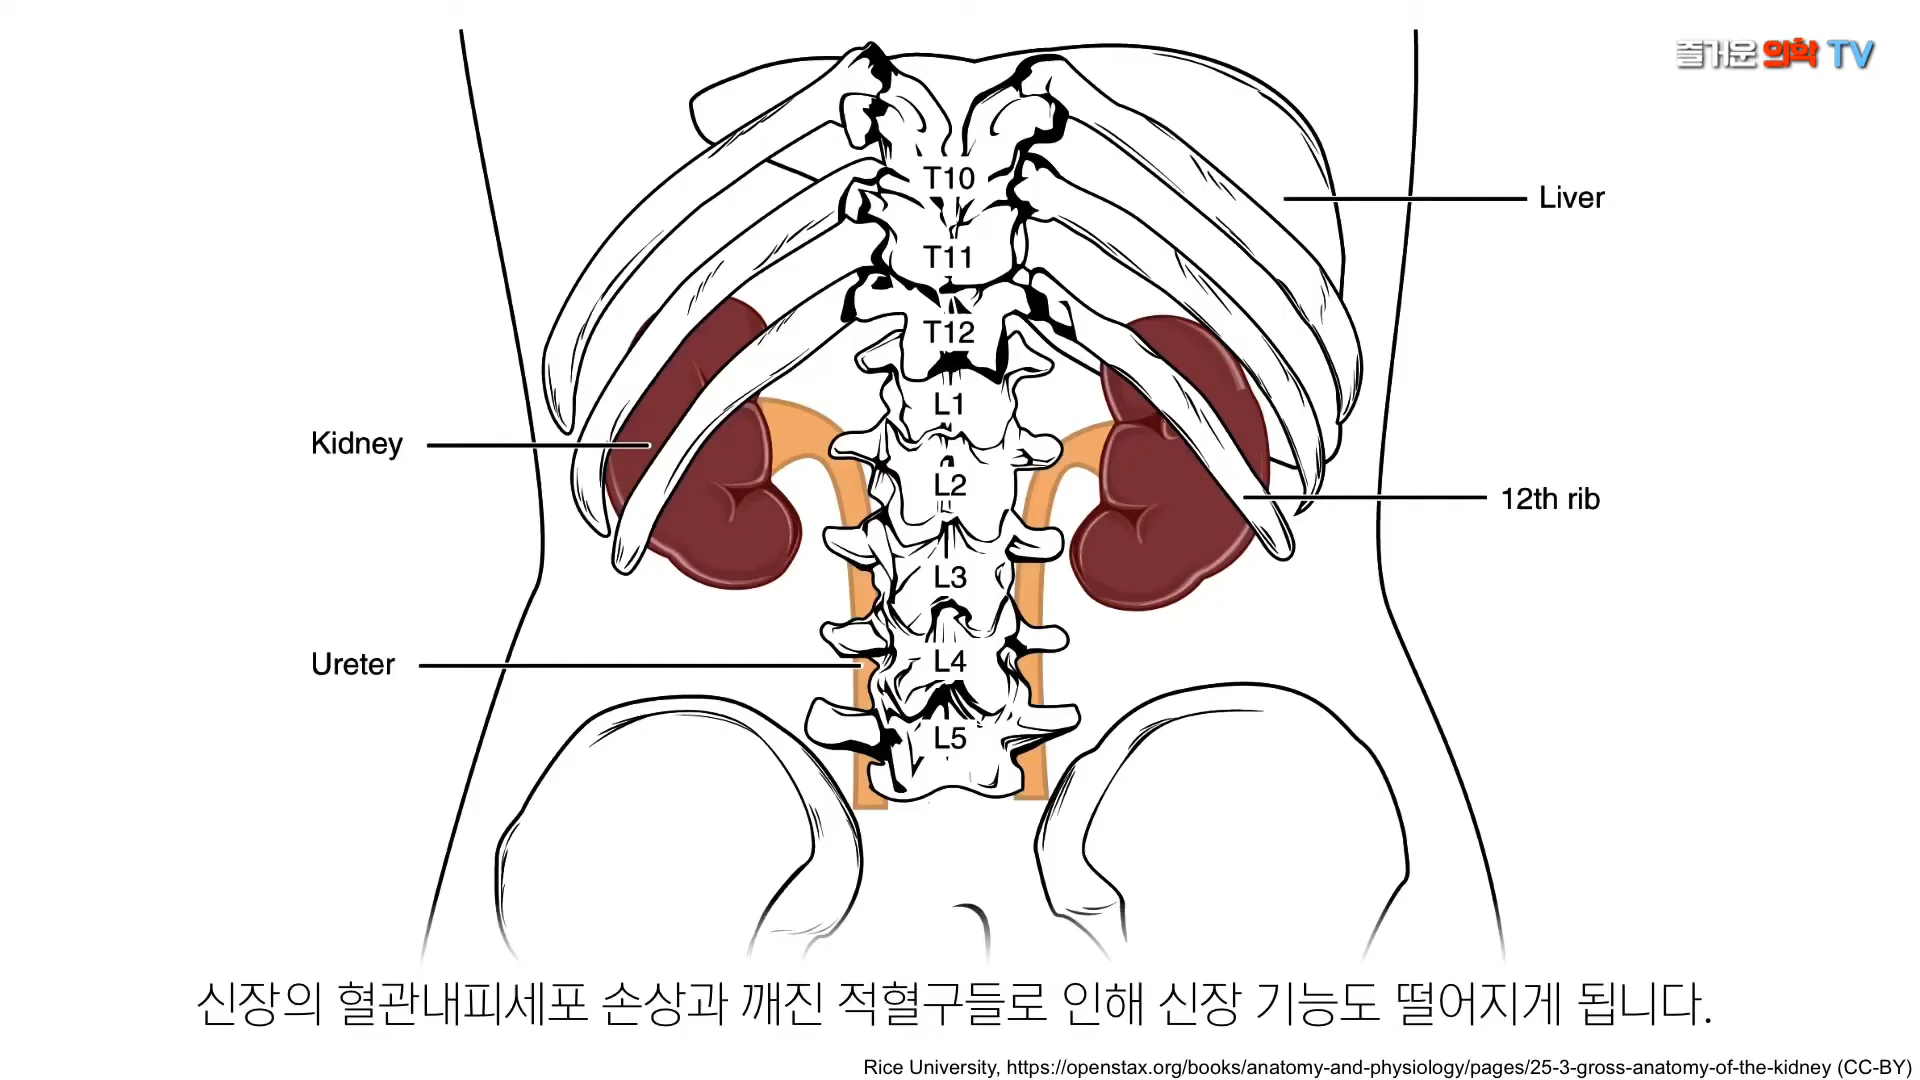 즐거운 의학 TV
T10
Liver
T11
T12
L1
Kidney
L2
12th rib
L3
Ureter
L4
L5
신장의 혈관내피세포 손상과 깨진 적혈구들로 인해 신장 기능도 떨어지게 됩니다.
Rice University, https://openstax.org/books/anatomy-and-physiology/pages/25-3-gross-anatomy-of-the-kidney (CC-BY)